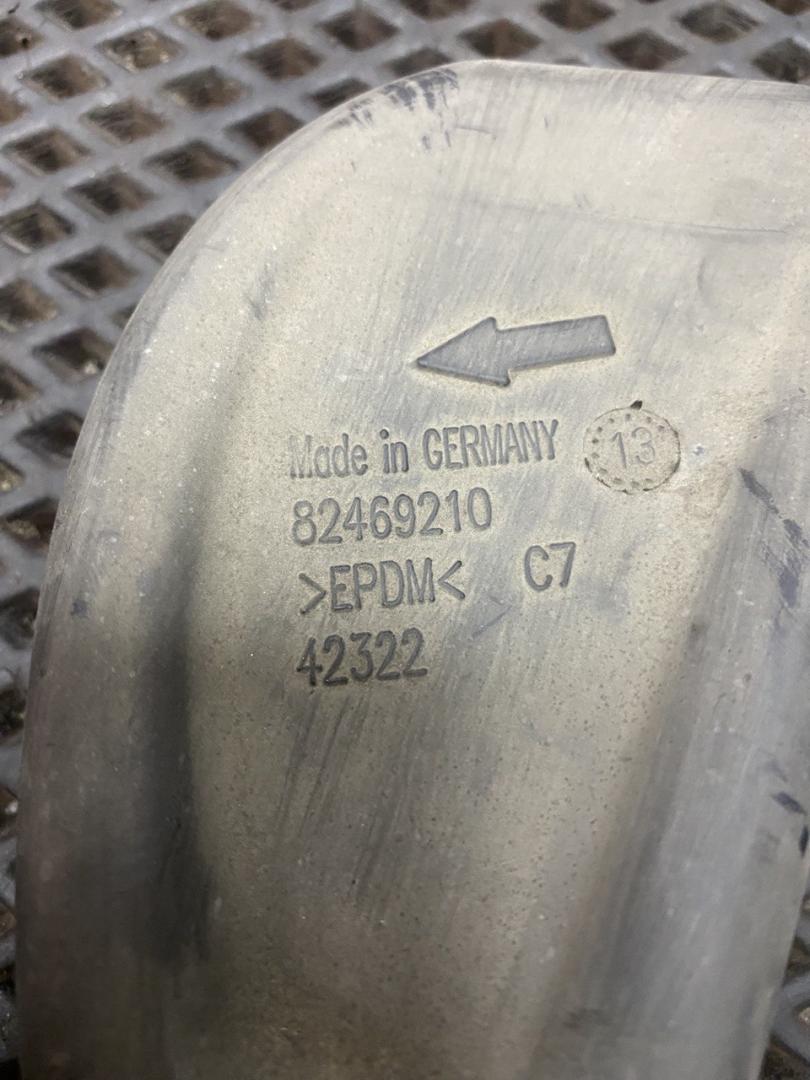 Made in GERMANY 13
82469210
>EPDM< C7
42322